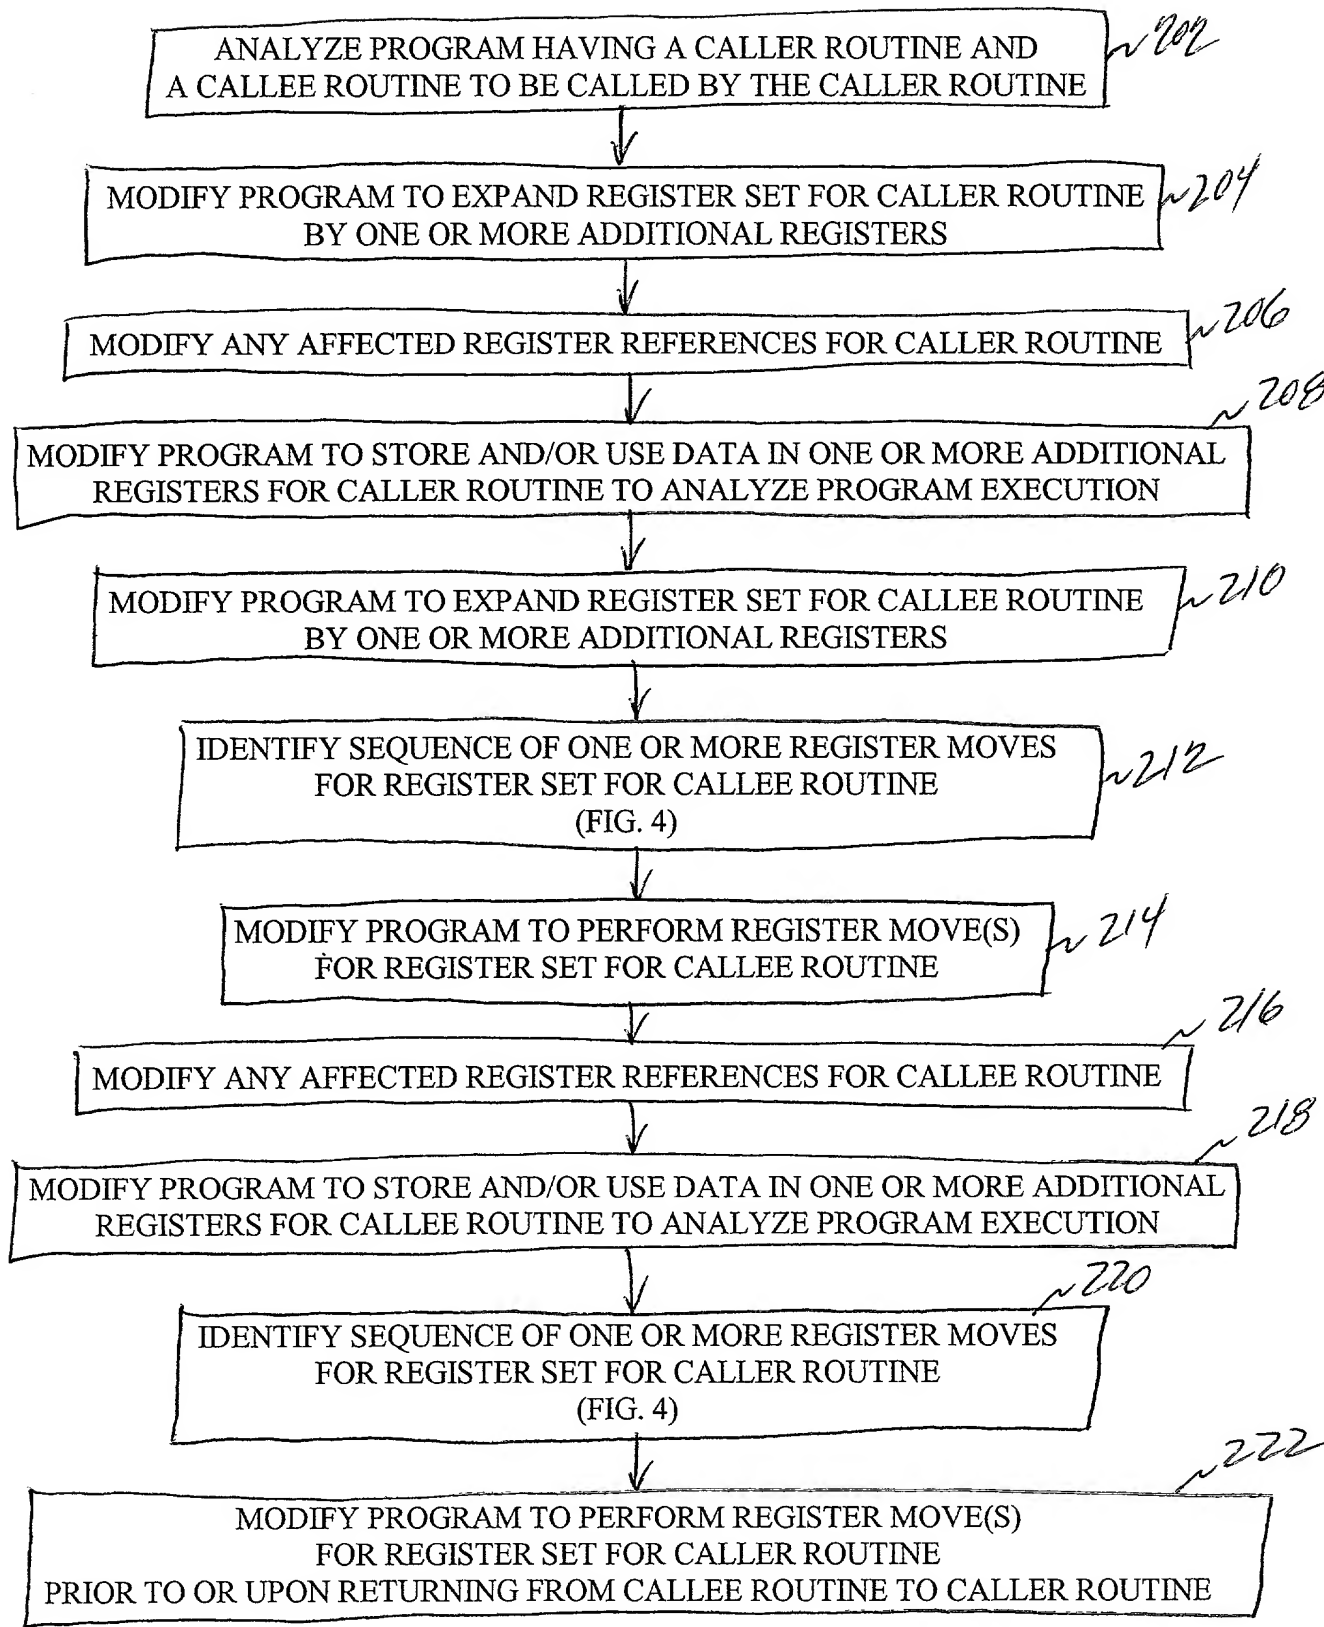 ANALYZE PROGRAM HAVING A CALLER ROUTINE AND
A CALLEE ROUTINE TO BE CALLED BY THE CALLER ROUTINE
202
MODIFY PROGRAM TO EXPAND REGISTER SET FOR CALLER ROUTINE
BY ONE OR MORE ADDITIONAL REGISTERS
204
MODIFY ANY AFFECTED REGISTER REFERENCES FOR CALLER ROUTINE
206
208
MODIFY PROGRAM TO STORE AND/OR USE DATA IN ONE OR MORE ADDITIONAL
REGISTERS FOR CALLER ROUTINE TO ANALYZE PROGRAM EXECUTION
MODIFY PROGRAM TO EXPAND REGISTER SET FOR CALLEE ROUTINE
BY ONE OR MORE ADDITIONAL REGISTERS
210
IDENTIFY SEQUENCE OF ONE OR MORE REGISTER MOVES
FOR REGISTER SET FOR CALLEE ROUTINE
(FIG. 4)
212
MODIFY PROGRAM TO PERFORM REGISTER MOVE(S)
FOR REGISTER SET FOR CALLEE ROUTINE
214
216
MODIFY ANY AFFECTED REGISTER REFERENCES FOR CALLEE ROUTINE
218
MODIFY PROGRAM TO STORE AND/OR USE DATA IN ONE OR MORE ADDITIONAL
REGISTERS FOR CALLEE ROUTINE TO ANALYZE PROGRAM EXECUTION
220
IDENTIFY SEQUENCE OF ONE OR MORE REGISTER MOVES
FOR REGISTER SET FOR CALLER ROUTINE
(FIG. 4)
222
MODIFY PROGRAM TO PERFORM REGISTER MOVE(S)
FOR REGISTER SET FOR CALLER ROUTINE
PRIOR TO OR UPON RETURNING FROM CALLEE ROUTINE TO CALLER ROUTINE